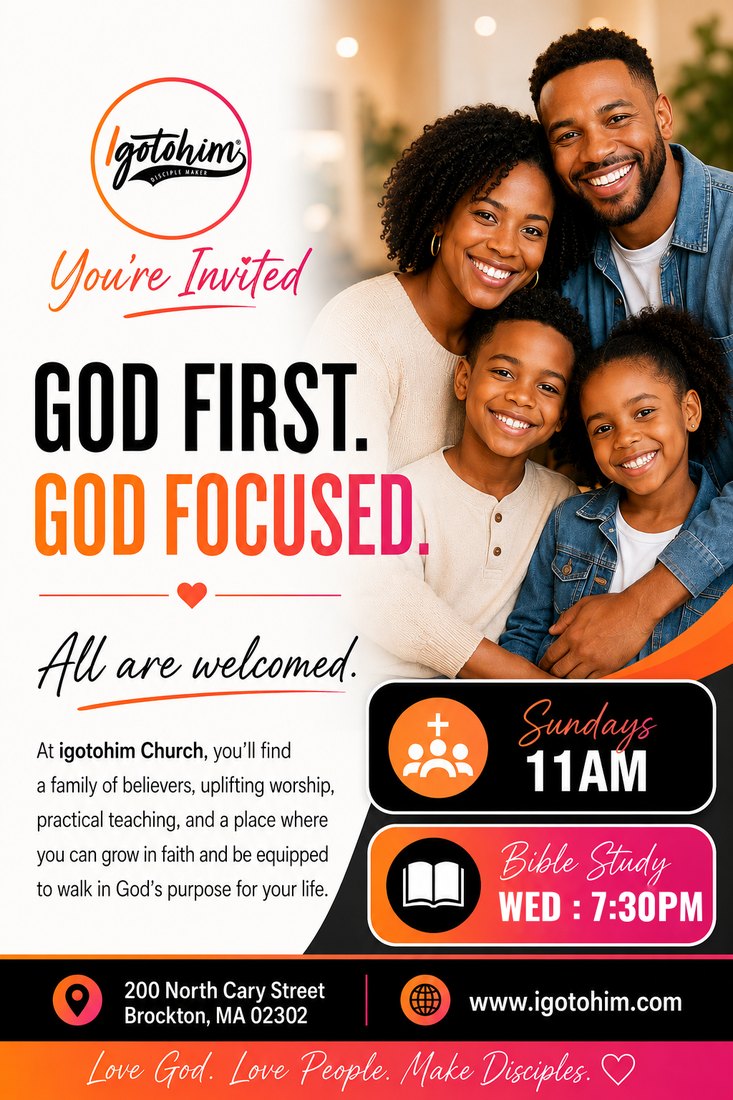 Igotohim®
DISCIPLE MAKER
You're Invited
GOD FIRST.
GOD FOCUSED.
All are welcomed.
At igotohim Church, you'll find
a family of believers, uplifting worship,
practical teaching, and a place where
you can grow in faith and be equipped
to walk in God's purpose for your life.
Sundays
11AM
Bible Study
WED : 7:30PM
200 North Cary Street
Brockton, MA 02302
www.igotohim.com
Love God. Love People. Make Disciples.